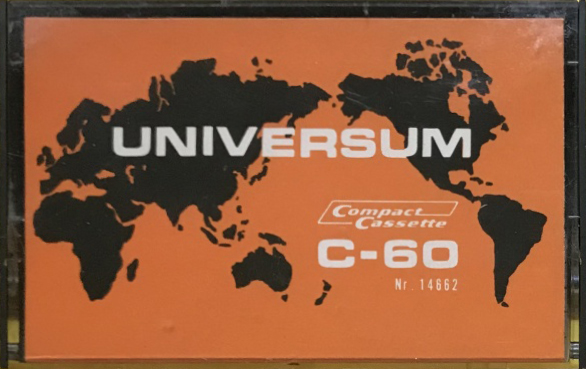 UNIVERSUM
Compact
Cassette
C-60
Nr. 14662